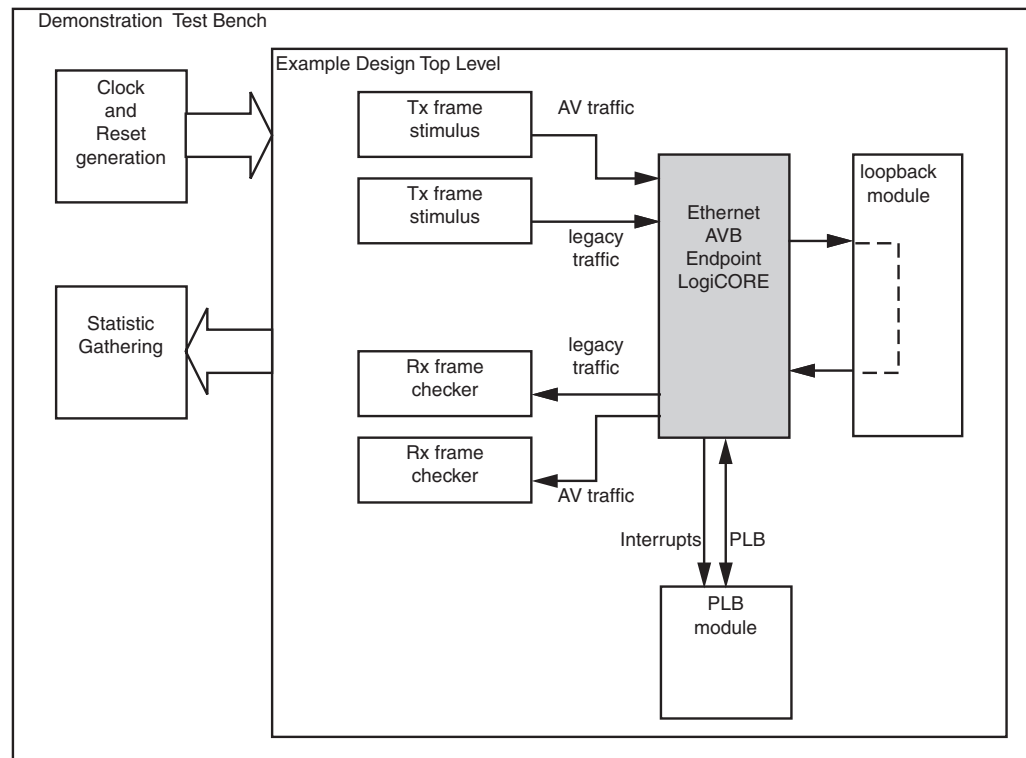 Demonstration Test Bench
Clock
and
Reset
generation
Example Design Top Level
Tx frame
stimulus
AV traffic
Tx frame
stimulus
legacy
traffic
Ethernet
AVB
Endpoint
LogiCORE
loopback
module
Statistic
Gathering
Rx frame
checker
legacy
traffic
Rx frame
checker
AV traffic
Interrupts
PLB
PLB
module